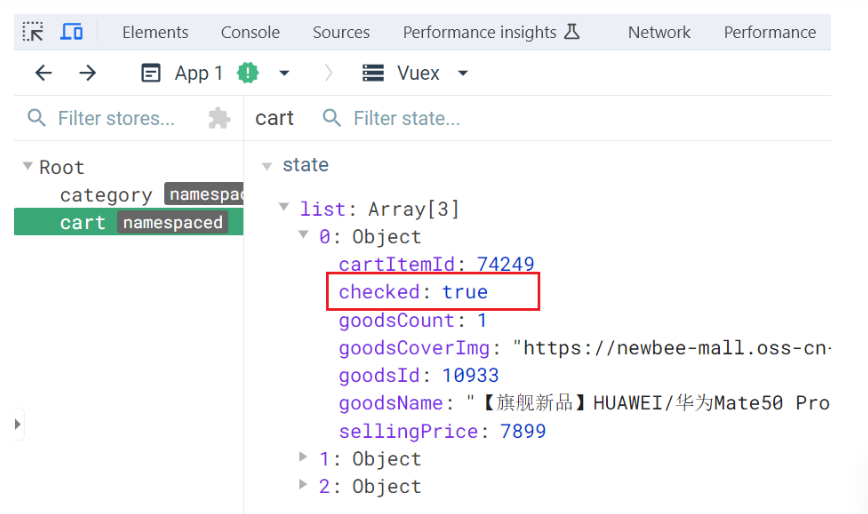 Elements Console Sources Performance insights Network Performance
App 1 Vuex
Filter stores... cart Filter state...
Root
category namespac
cart namespaced
state
list: Array[3]
0: Object
cartItemId: 74249
checked: true
goodsCount: 1
goodsCoverImg: "https://newbee-mall.oss-cn-
goodsId: 10933
goodsName: "【旗舰新品】HUAWEI/华为Mate50 Pro
sellingPrice: 7899
1: Object
2: Object